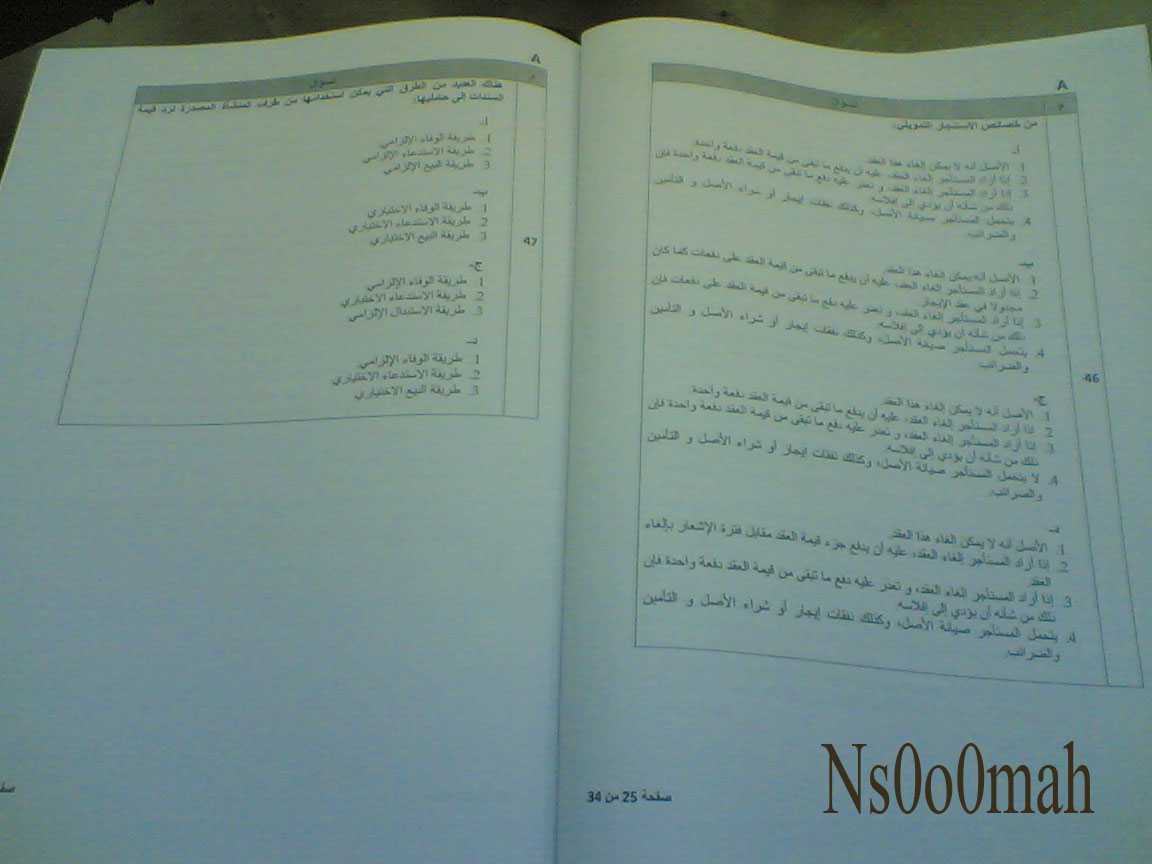 A
م
سؤال
من خصائص الاستئجار التمويلي:
أ-
1. الأصل أنه لا يمكن إلغاء هذا العقد.
2. إذا أراد المستأجر إلغاء العقد، عليه أن يدفع ما تبقى من قيمة العقد دفعة واحدة.
3. إذا أراد المستأجر إلغاء العقد، و تعذر عليه دفع ما تبقى من قيمة العقد دفعة واحدة فإن
ذلك من شأنه أن يؤدي إلى إفلاسه.
4. يتحمل المستأجر صيانة الأصل، وكذلك نفقات إيجار أو شراء الأصل و التأمين
والضرائب.
ب-
1. الأصل أنه يمكن إلغاء هذا العقد.
2. إذا أراد المستأجر إلغاء العقد، عليه أن يدفع ما تبقى من قيمة العقد على دفعات كما كان
مجدولا في عقد الإيجار.
3. إذا أراد المستأجر إلغاء العقد، و تعذر عليه دفع ما تبقى من قيمة العقد على دفعات فإن
ذلك من شأنه أن يؤدي إلى إفلاسه.
4. يتحمل المستأجر صيانة الأصل، وكذلك نفقات إيجار أو شراء الأصل و التأمين
والضرائب.
46
ج-
1. الأصل أنه لا يمكن إلغاء هذا العقد.
2. إذا أراد المستأجر إلغاء العقد، عليه أن يدفع ما تبقى من قيمة العقد دفعة واحدة.
3. إذا أراد المستأجر إلغاء العقد، و تعذر عليه دفع ما تبقى من قيمة العقد دفعة واحدة فإن
ذلك من شأنه أن يؤدي إلى إفلاسه.
4. لا يتحمل المستأجر صيانة الأصل، وكذلك نفقات إيجار أو شراء الأصل و التأمين
والضرائب.
د-
1. الأصل أنه لا يمكن إلغاء هذا العقد.
2. إذا أراد المستأجر إلغاء العقد، عليه أن يدفع جزء قيمة العقد مقابل فترة الإشعار بإلغاء
العقد.
3. إذا أراد المستأجر إلغاء العقد، و تعذر عليه دفع ما تبقى من قيمة العقد دفعة واحدة فإن
ذلك من شأنه أن يؤدي إلى إفلاسه.
4. يتحمل المستأجر صيانة الأصل، وكذلك نفقات إيجار أو شراء الأصل و التأمين
والضرائب.
صفحة 25 من 34
A
م
سؤال
هناك العديد من الطرق التي يمكن استخدامها من طرف المنشأة المصدرة لرد قيمة
السندات إلى حامليها:
أ-
1. طريقة الوفاء الإلزامي.
2. طريقة الاستدعاء الإلزامي
3. طريقة البيع الإلزامي
ب-
1. طريقة الوفاء الاختياري
2. طريقة الاستدعاء الاختياري
3. طريقة البيع الاختياري
47
ج-
1. طريقة الوفاء الإلزامي
2. طريقة الاستدعاء الاختياري
3. طريقة الاستبدال الإلزامي
د-
1. طريقة الوفاء الإلزامي.
2. طريقة الاستدعاء الاختياري
3. طريقة البيع الاختياري
Ns0o0mah